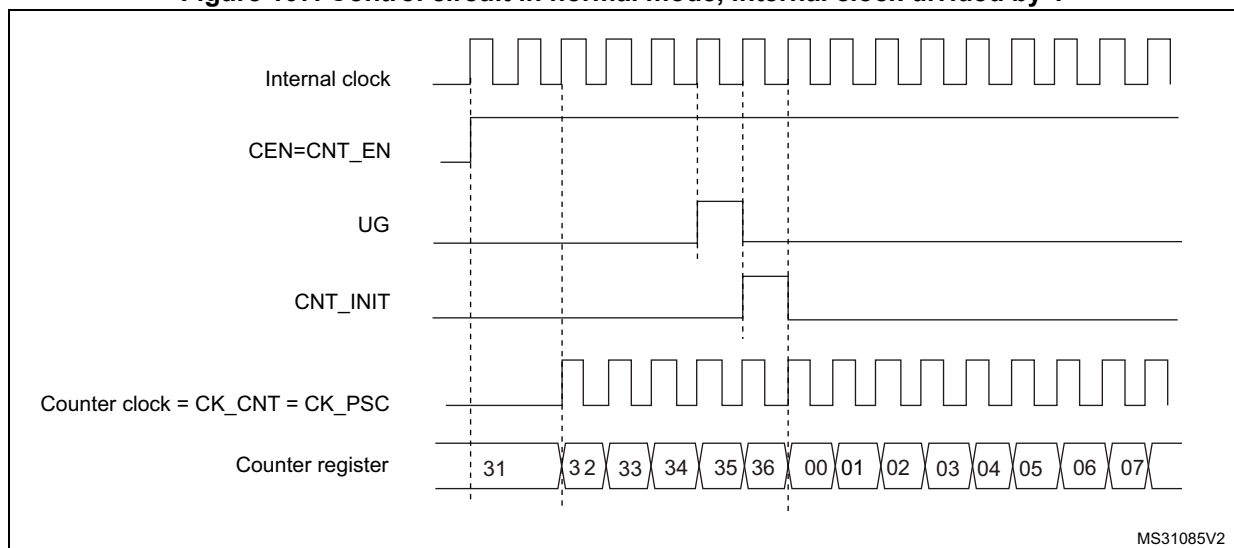 Internal clock
CEN=CNT_EN
UG
CNT_INIT
Counter clock = CK_CNT = CK_PSC
Counter register 31 32 33 34 35 36 00 01 02 03 04 05 06 07
MS31085V2